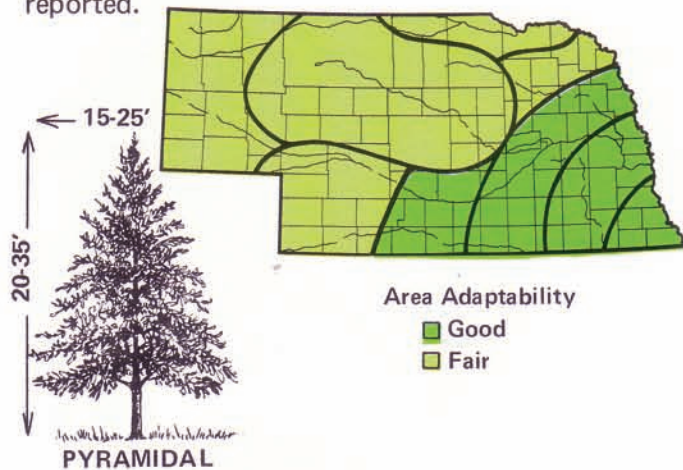 reported.
15-25'
20-35'
PYRAMIDAL
Area Adaptability
Good
Fair